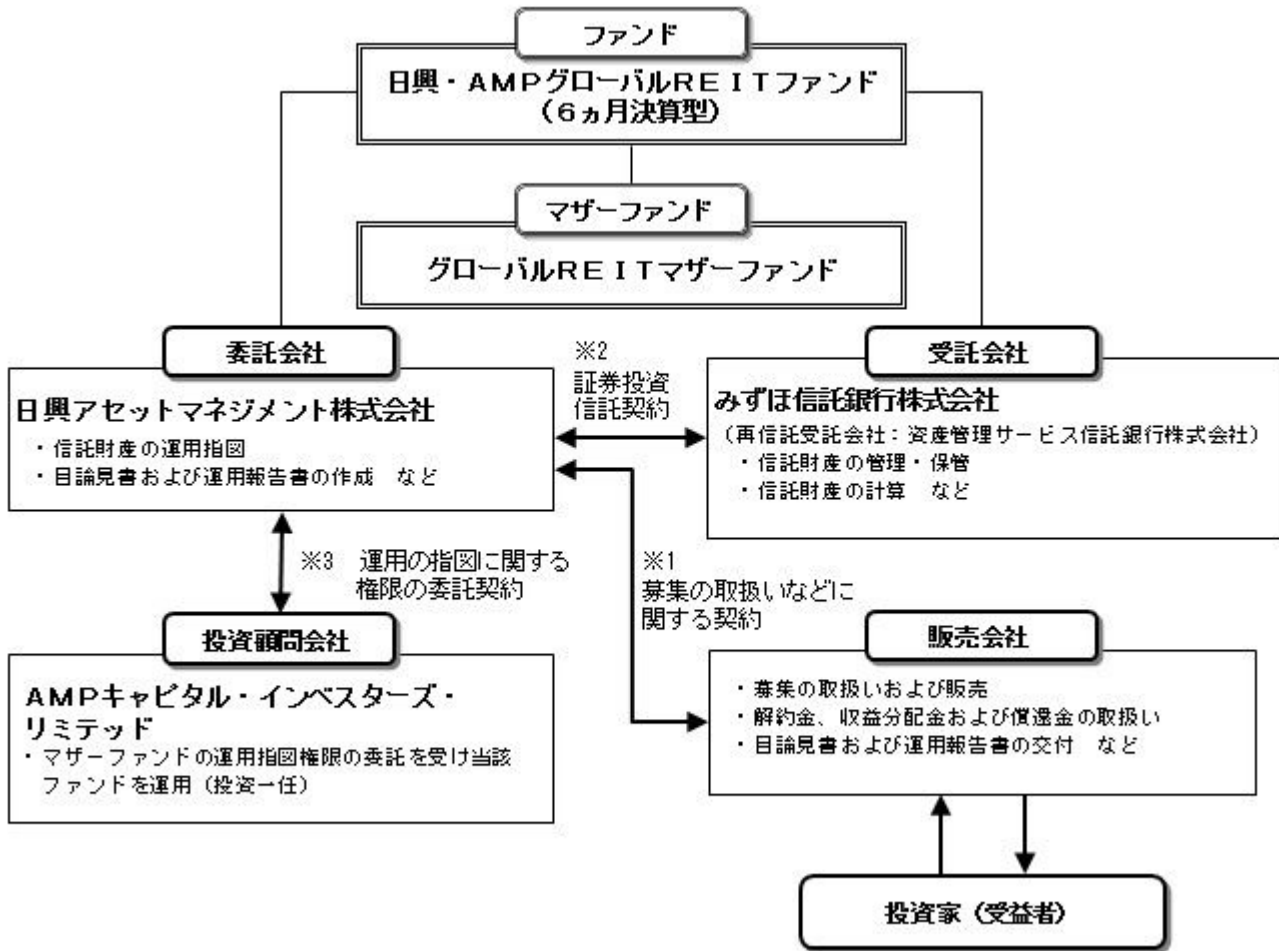 ファンド
日興・AMPグローバルREITファンド
(6ヵ月決算型)
マザーファンド
グローバルREITマザーファンド
委託会社
日興アセットマネジメント株式会社
・信託財産の運用指図
・目論見書および運用報告書の作成 など
※2
証券投資
信託契約
受託会社
みずほ信託銀行株式会社
(再信託受託会社:資産管理サービス信託銀行株式会社)
・信託財産の管理・保管
・信託財産の計算 など
※3 運用の指図に関する
権限の委託契約
※1
募集の取扱いなどに
関する契約
投資顧問会社
AMPキャピタル・インベスターズ・
リミテッド
・マザーファンドの運用指図権限の委託を受け当該
ファンドを運用(投資一任)
販売会社
・募集の取扱いおよび販売
・解約金、収益分配金および償還金の取扱い
・目論見書および運用報告書の交付 など
投資家(受益者)